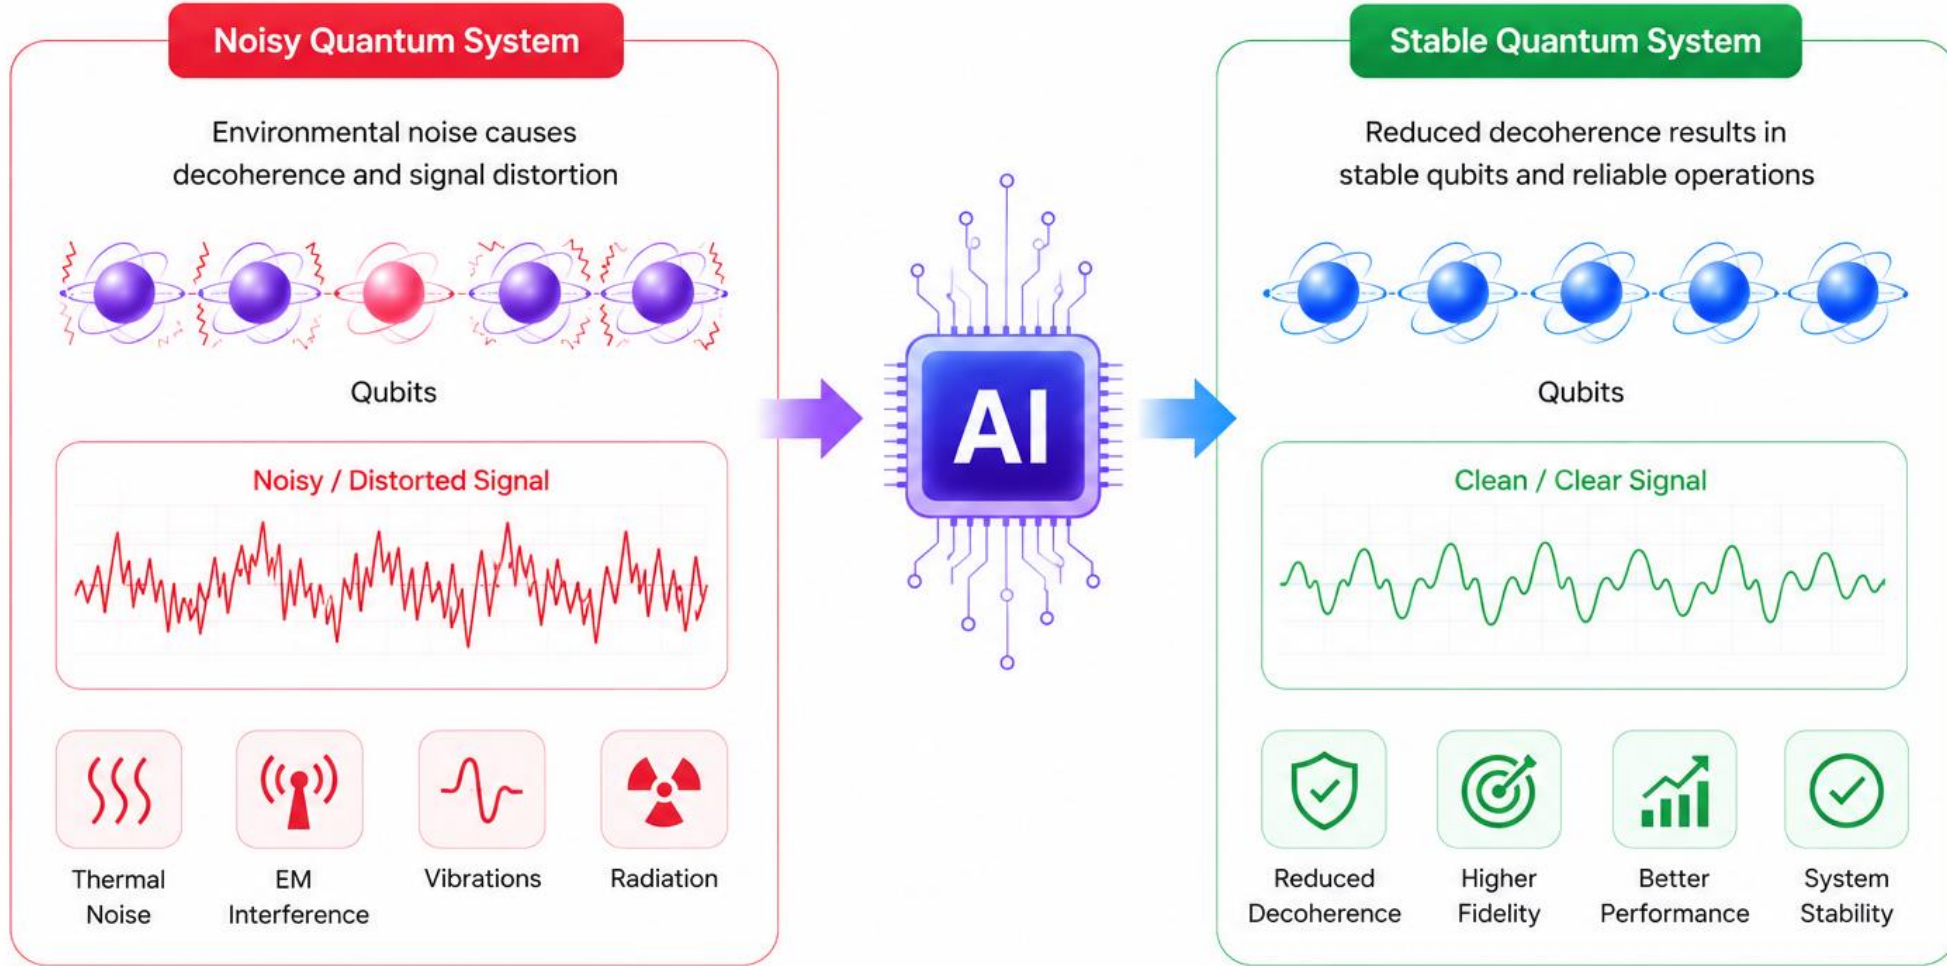 Noisy Quantum System
Environmental noise causes
decoherence and signal distortion
Qubits
Noisy / Distorted Signal
Thermal
Noise
EM
Interference
Vibrations
Radiation
AI
Stable Quantum System
Reduced decoherence results in
stable qubits and reliable operations
Qubits
Clean / Clear Signal
Reduced
Decoherence
Higher
Fidelity
Better
Performance
System
Stability